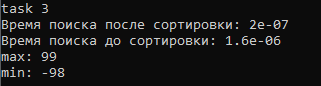 task 3
Время поиска после сортировки: 2e-07
Время поиска до сортировки: 1.6e-06
max: 99
min: -98